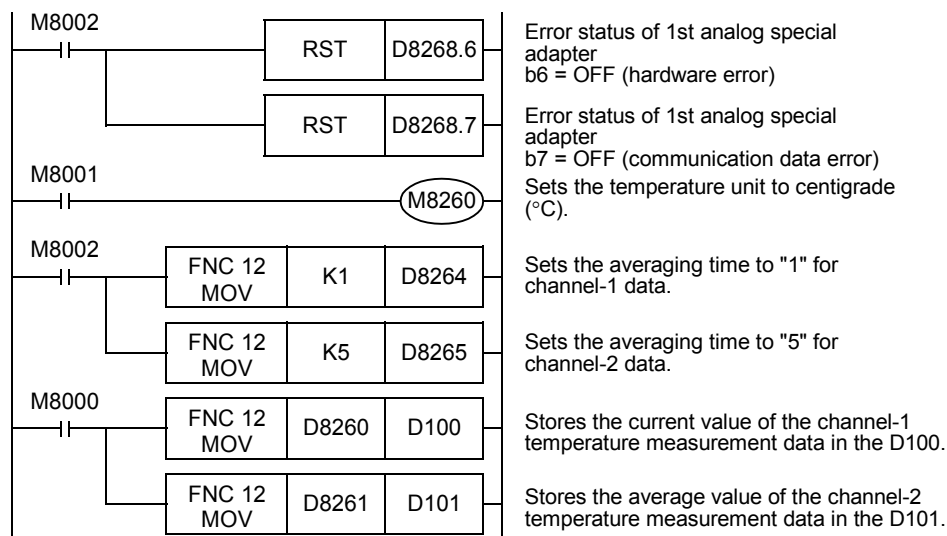 M8002
RST D8268.6
Error status of 1st analog special
adapter
b6 = OFF (hardware error)
RST D8268.7
Error status of 1st analog special
adapter
b7 = OFF (communication data error)
M8001
M8260
Sets the temperature unit to centigrade
(°C).
M8002
FNC 12
MOV
K1 D8264
Sets the averaging time to "1" for
channel-1 data.
FNC 12
MOV
K5 D8265
Sets the averaging time to "5" for
channel-2 data.
M8000
FNC 12
MOV
D8260 D100
Stores the current value of the channel-1
temperature measurement data in the D100.
FNC 12
MOV
D8261 D101
Stores the average value of the channel-2
temperature measurement data in the D101.